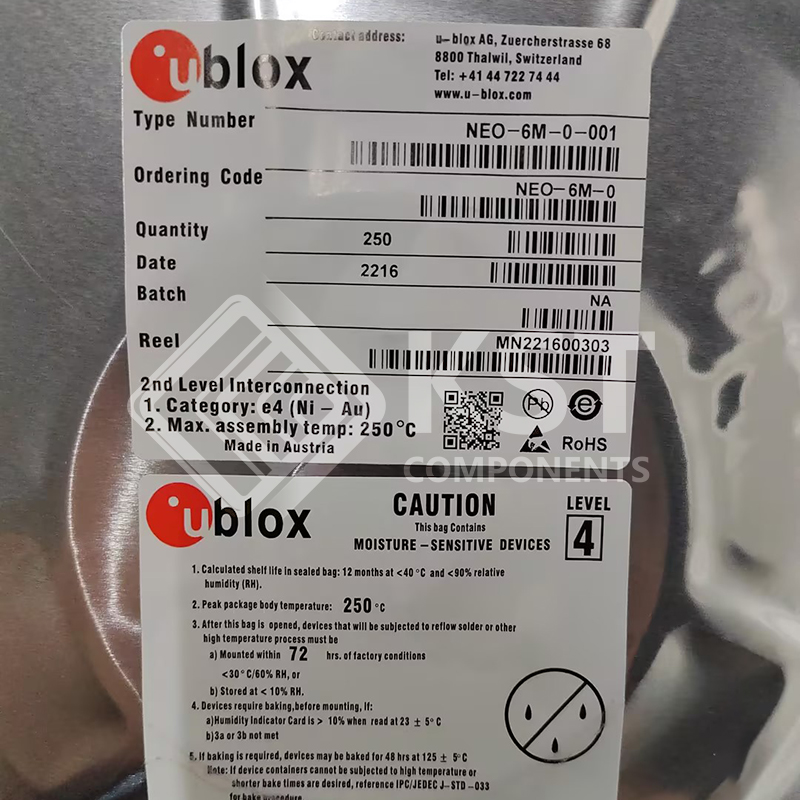 ublox
Contact address:
u-blox AG, Zuercherstrasse 68
8800 Thalwil, Switzerland
Tel: +41 44 722 74 44
www.u-blox.com
Type Number
NEO-6M-0-001
Ordering Code
NEO-6M-0
Quantity
250
Date
2216
Batch
NA
Reel
MN221600303
2nd Level Interconnection
1. Category: e4 (Ni - Au)
2. Max. assembly temp: 250°C
Made in Austria
Pb
e
RoHS
KST
COMPONENTS
ublox
CAUTION
This bag Contains
MOISTURE-SENSITIVE DEVICES
LEVEL
4
1. Calculated shelf life in sealed bag: 12 months at <40 °C and <90% relative
humidity (RH).
2. Peak package body temperature: 250 °C
3. After this bag is opened, devices that will be subjected to reflow solder or other
high temperature process must be
a) Mounted within 72 hrs. of factory conditions
<30°C/60% RH, or
b) Stored at < 10% RH.
4. Devices require baking, before mounting, if:
a)Humidity Indicator Card is > 10% when read at 23 ± 5°C
b)3a or 3b not met
5. If baking is required, devices may be baked for 48 hrs at 125 ± 5°C
Note: If device containers cannot be subjected to high temperature or
shorter bake times are desired, reference IPC/JEDEC J-STD-033
for bake procedure